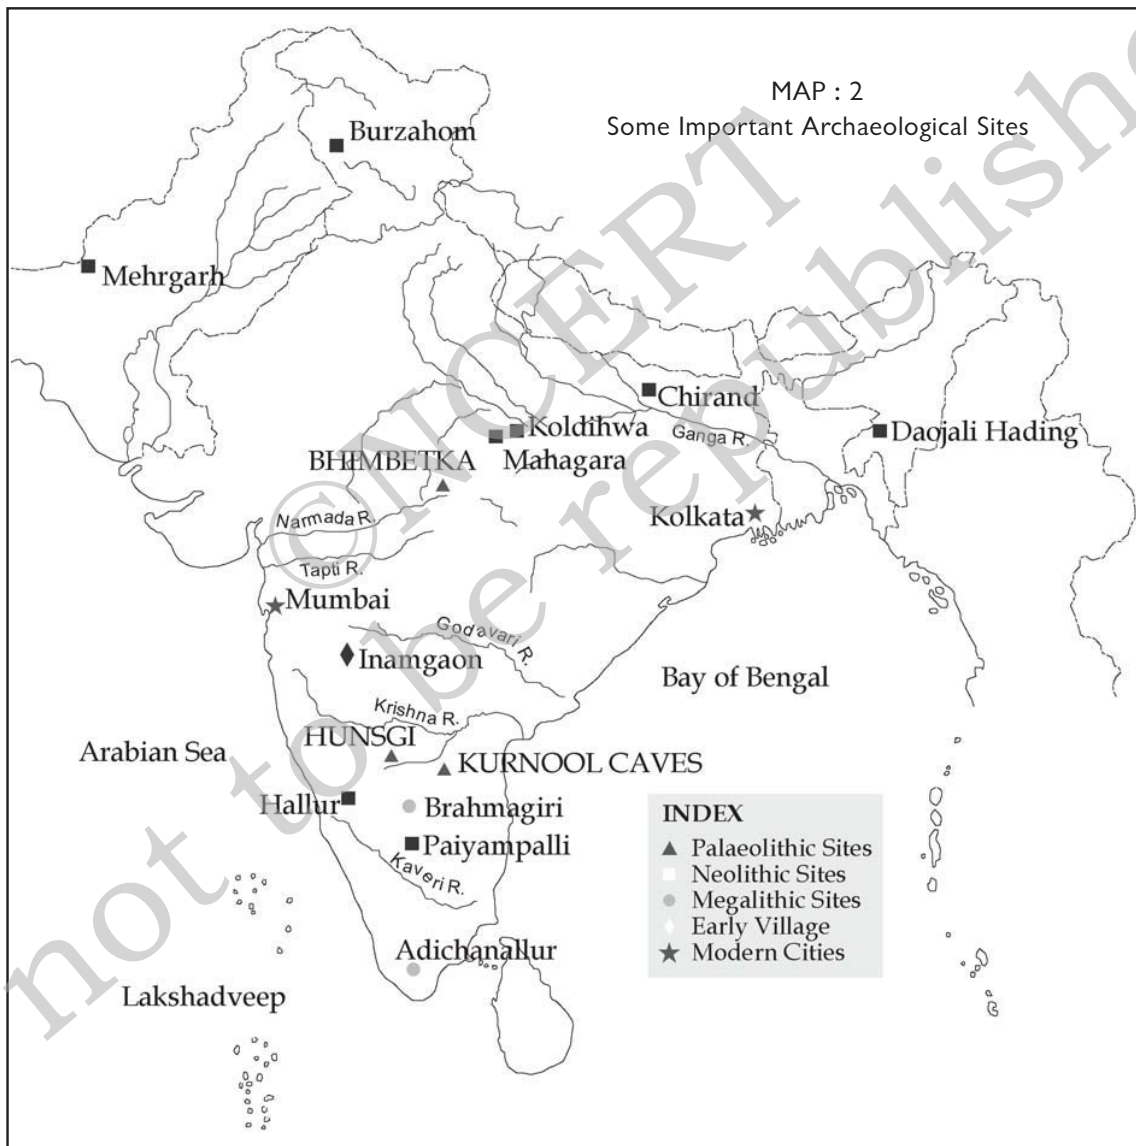 MAP : 2
Some Important Archaeological Sites
Burzahom
Mehrgarh
Chirand
Koldihwa
Ganga R.
Daojali Hading
BHIMBETKA
Mahagara
Narmada R.
Kolkata
Tapti R.
Mumbai
Godavari R.
Inamgaon
Bay of Bengal
Krishna R.
HUNSGI
Arabian Sea
KURNOOL CAVES
Hallur
Brahmagiri
Paiyampalli
Kaveri R.
Adichanallur
Lakshadveep
INDEX
Palaeolithic Sites
Neolithic Sites
Megalithic Sites
Early Village
Modern Cities
©NCERT
not to be republishe